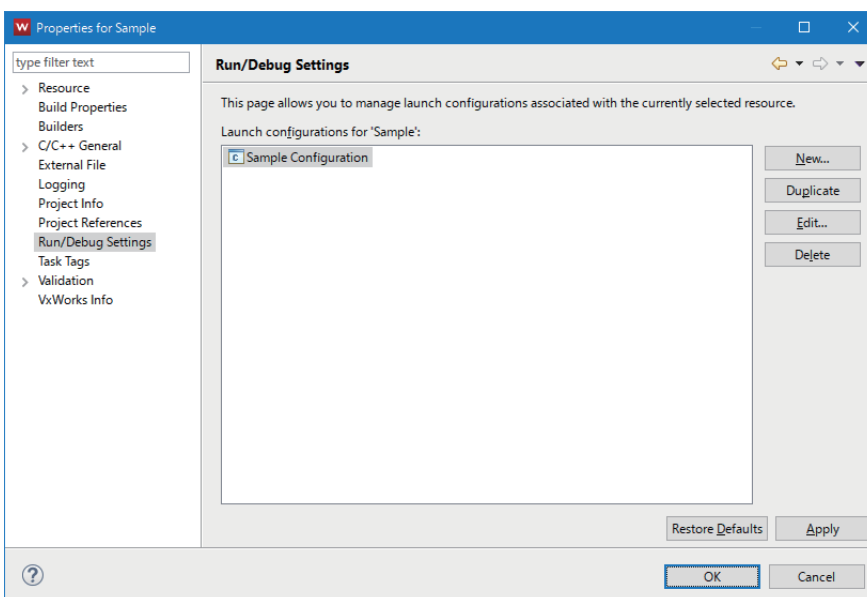 W Properties for Sample
type filter text
Resource
Build Properties
Builders
C/C++ General
External File
Logging
Project Info
Project References
Run/Debug Settings
Task Tags
Validation
VxWorks Info
Run/Debug Settings
This page allows you to manage launch configurations associated with the currently selected resource.
Launch configurations for 'Sample':
c Sample Configuration
New...
Duplicate
Edit...
Delete
Restore Defaults Apply
? OK Cancel